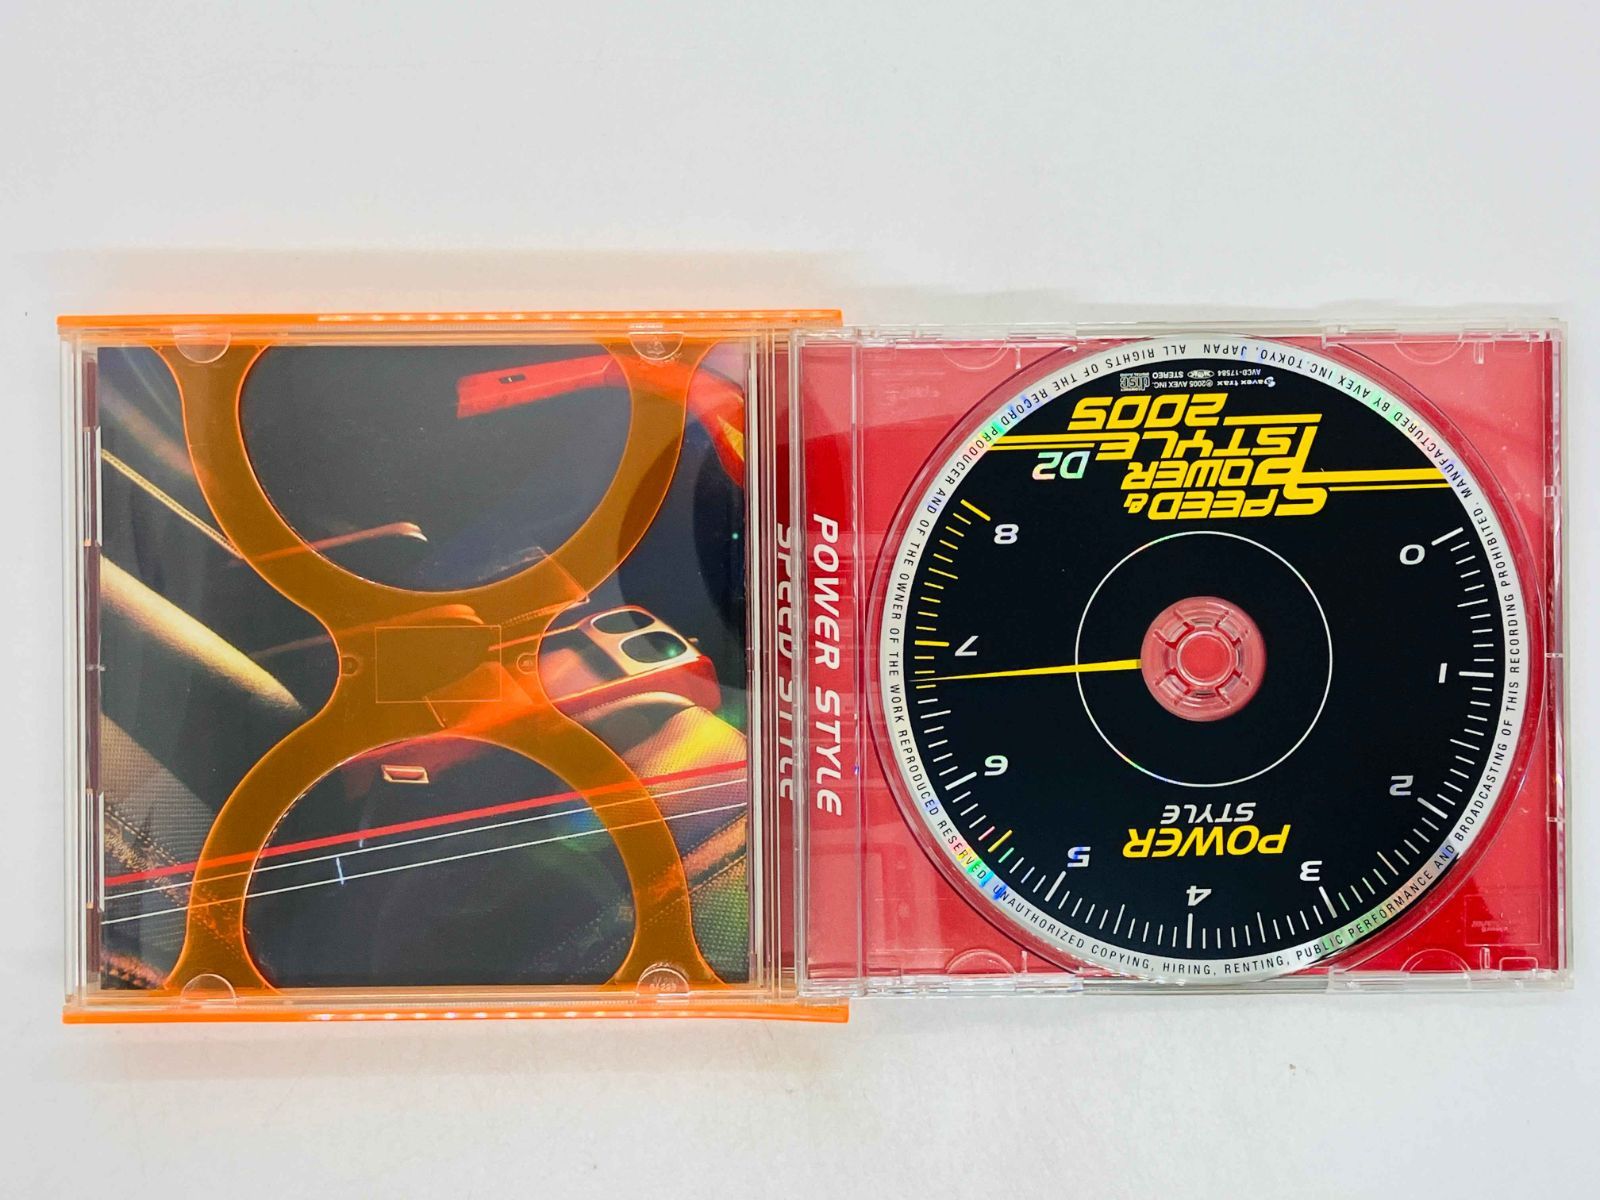 POWER STYLE
SPEED STYLE
avex trax ℗2005 AVEX INC.
AVCD-17584 STEREO
SPEED &
POWER
STYLE
2005
D2
0
1
2
3
4
5
6
7
8
POWER
STYLE
MANUFACTURED BY AVEX INC. TOKYO, JAPAN ALL RIGHTS OF THE RECORD PRODUCER AND OF THE OWNER OF THE WORK REPRODUCED RESERVED. UNAUTHORIZED COPYING, HIRING, RENTING, PUBLIC PERFORMANCE AND BROADCASTING OF THIS RECORDING PROHIBITED.